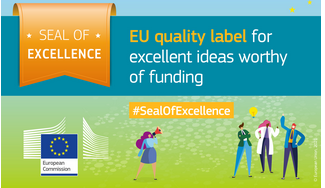 SEAL OF
EXCELLENCE
EU quality label for
excellent ideas worthy
of funding
#SealOfExcellence
European
Commission